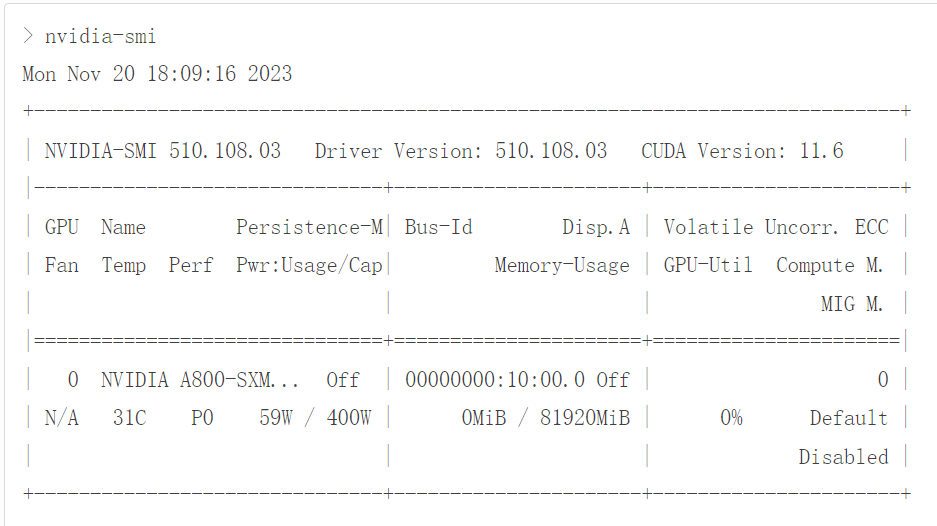 > nvidia-smi
Mon Nov 20 18:09:16 2023
+-----------------------------------------------------------------------------+
| NVIDIA-SMI 510.108.03   Driver Version: 510.108.03   CUDA Version: 11.6     |
|-------------------------------+----------------------+----------------------+
| GPU  Name        Persistence-M| Bus-Id        Disp.A | Volatile Uncorr. ECC |
| Fan  Temp  Perf  Pwr:Usage/Cap|         Memory-Usage | GPU-Util  Compute M. |
|                               |                      |               MIG M. |
|===============================+======================+======================|
|   0  NVIDIA A800-SXM...  Off  | 00000000:10:00.0 Off |                    0 |
| N/A   31C    P0    59W / 400W |      0MiB / 81920MiB |      0%      Default |
|                               |                      |             Disabled |
+-------------------------------+----------------------+----------------------+